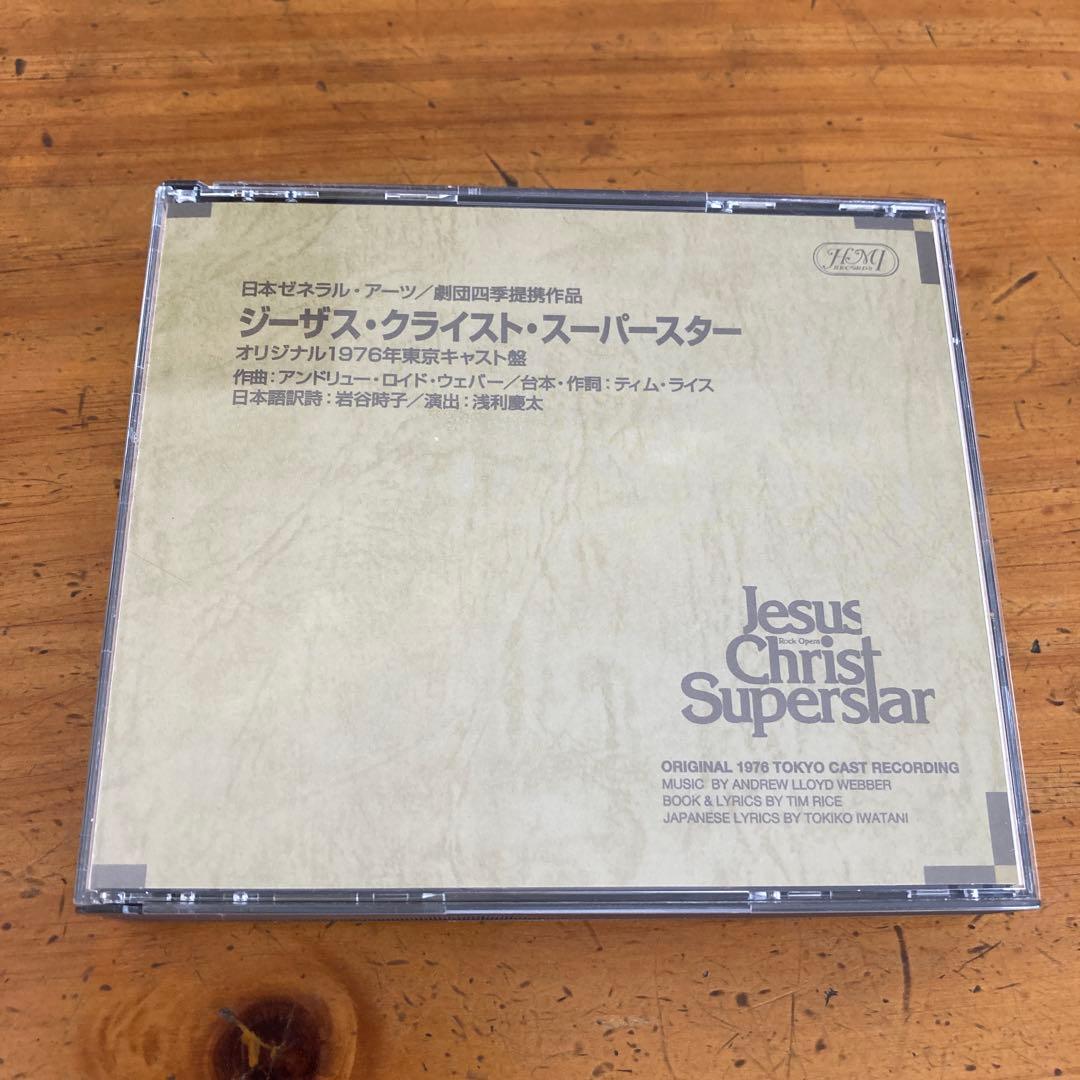 HMI
RECORDS
日本ゼネラル・アーツ／劇団四季提携作品
ジーザス・クライスト・スーパースター
オリジナル1976年東京キャスト盤
作曲：アンドリュー・ロイド・ウェバー／台本・作詞：ティム・ライス
日本語訳詩：岩谷時子／演出：浅利慶太
Jesus
Rock Opera
Christ
Superstar
ORIGINAL 1976 TOKYO CAST RECORDING
MUSIC BY ANDREW LLOYD WEBBER
BOOK & LYRICS BY TIM RICE
JAPANESE LYRICS BY TOKIKO IWATANI